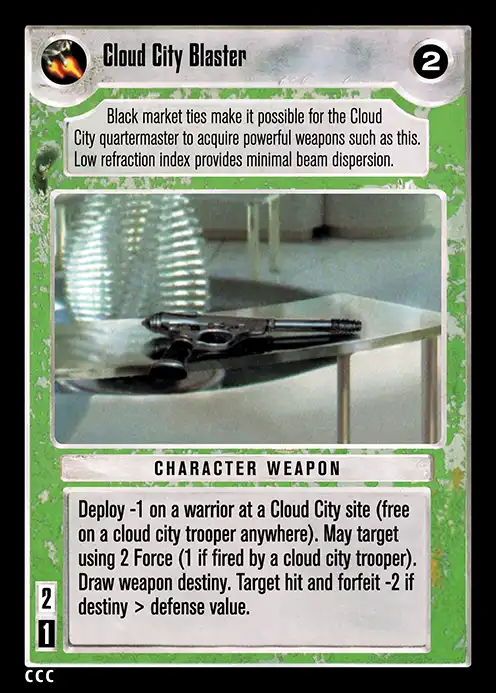 Cloud City Blaster
2
Black market ties make it possible for the Cloud
City quartermaster to acquire powerful weapons such as this.
Low refraction index provides minimal beam dispersion.
CHARACTER WEAPON
Deploy -1 on a warrior at a Cloud City site (free
on a cloud city trooper anywhere). May target
using 2 Force (1 if fired by a cloud city trooper).
Draw weapon destiny. Target hit and forfeit -2 if
destiny > defense value.
2
1
CCC